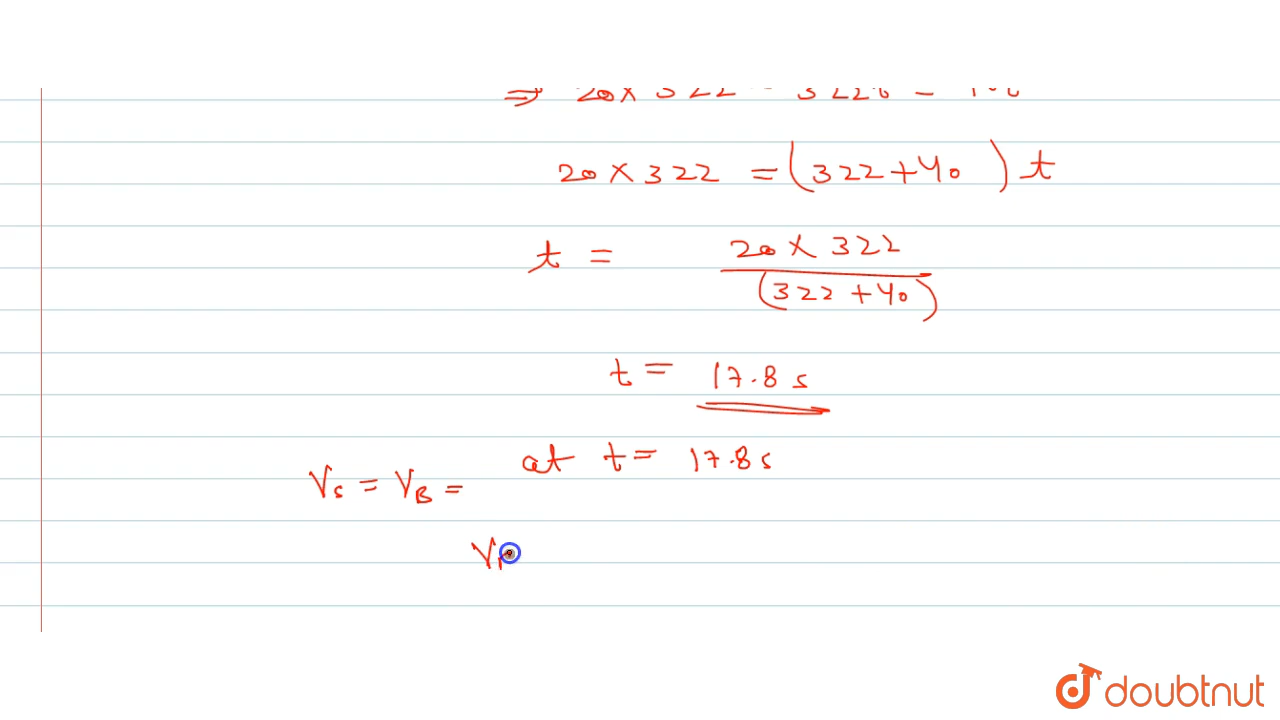 20 × 322 = (322 + 40) t
t = 20 × 322
(322 + 40)
t = 17.8 s
at t = 17.8 s
Vs = VB =
doubtnut